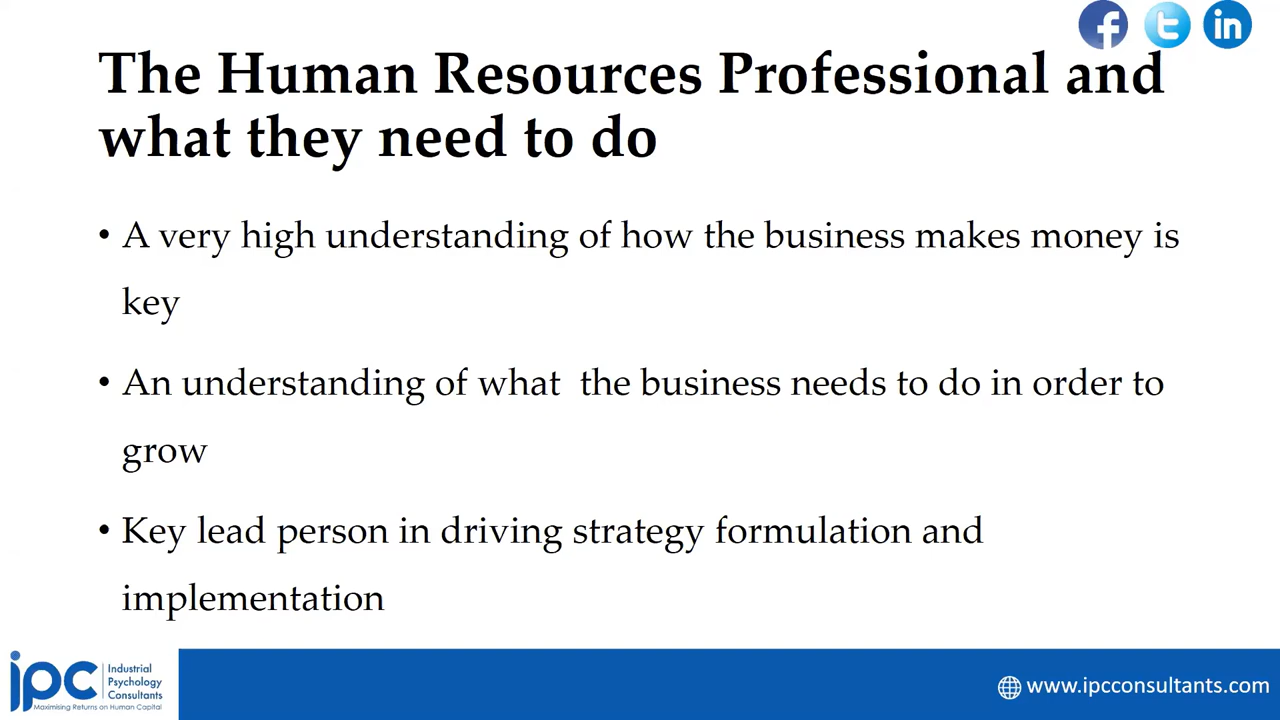 The Human Resources Professional and
what they need to do
• A very high understanding of how the business makes money is
key
• An understanding of what  the business needs to do in order to
grow
• Key lead person in driving strategy formulation and
implementation
ipc
Industrial
Psychology
Consultants
Maximising Returns on Human Capital
www.ipcconsultants.com